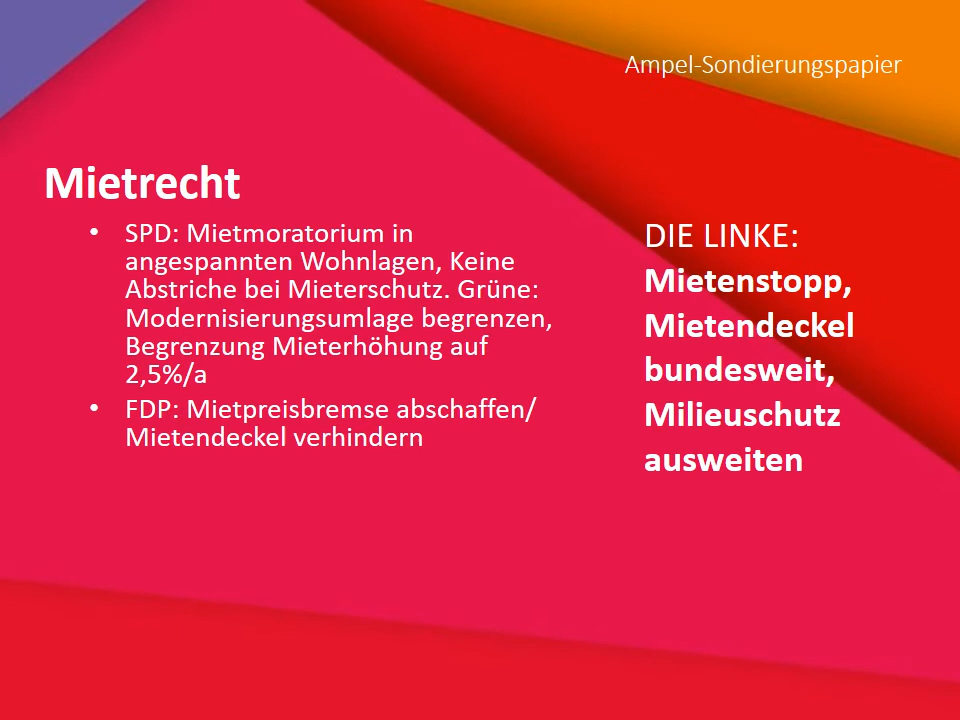 Ampel-Sondierungspapier
Mietrecht
• SPD: Mietmoratorium in
angespannten Wohnlagen, Keine
Abstriche bei Mieterschutz. Grüne:
Modernisierungsumlage begrenzen,
Begrenzung Mieterhöhung auf
2,5%/a
• FDP: Mietpreisbremse abschaffen/
Mietendeckel verhindern
DIE LINKE:
Mietenstopp,
Mietendeckel
bundesweit,
Milieuschutz
ausweiten